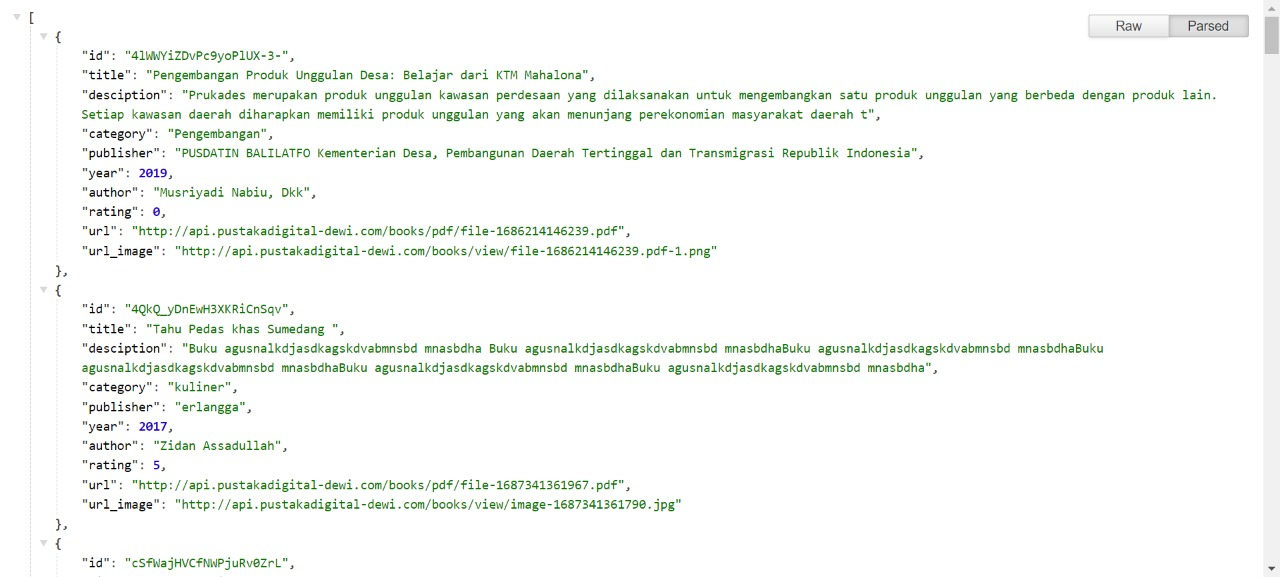 [
{
"id": "4lWWYiZDvPc9yoPlUX-3-",
"title": "Pengembangan Produk Unggulan Desa: Belajar dari KTM Mahalona",
"desciption": "Prukades merupakan produk unggulan kawasan perdesaan yang dilaksanakan untuk mengembangkan satu produk unggulan yang berbeda dengan produk lain.
Setiap kawasan daerah diharapkan memiliki produk unggulan yang akan menunjang perekonomian masyarakat daerah t",
"category": "Pengembangan",
"publisher": "PUSDATIN BALILATFO Kementerian Desa, Pembangunan Daerah Tertinggal dan Transmigrasi Republik Indonesia",
"year": 2019,
"author": "Musriyadi Nabiu, Dkk",
"rating": 0,
"url": "http://api.pustakadigital-dewi.com/books/pdf/file-1686214146239.pdf",
"url_image": "http://api.pustakadigital-dewi.com/books/view/file-1686214146239.pdf-1.png"
},
{
"id": "4QkQ_yDnEwH3XKRiCnSqv",
"title": "Tahu Pedas khas Sumedang ",
"desciption": "Buku agusnalkdjasdkagskdvabmnsbd mnasbdha Buku agusnalkdjasdkagskdvabmnsbd mnasbdhaBuku agusnalkdjasdkagskdvabmnsbd mnasbdhaBuku
agusnalkdjasdkagskdvabmnsbd mnasbdhaBuku agusnalkdjasdkagskdvabmnsbd mnasbdhaBuku agusnalkdjasdkagskdvabmnsbd mnasbdha",
"category": "kuliner",
"publisher": "erlangga",
"year": 2017,
"author": "Zidan Assadullah",
"rating": 5,
"url": "http://api.pustakadigital-dewi.com/books/pdf/file-1687341361967.pdf",
"url_image": "http://api.pustakadigital-dewi.com/books/view/image-1687341361790.jpg"
},
{
"id": "cSfWajHVCfNWPjuRv0ZrL",
Raw
Parsed